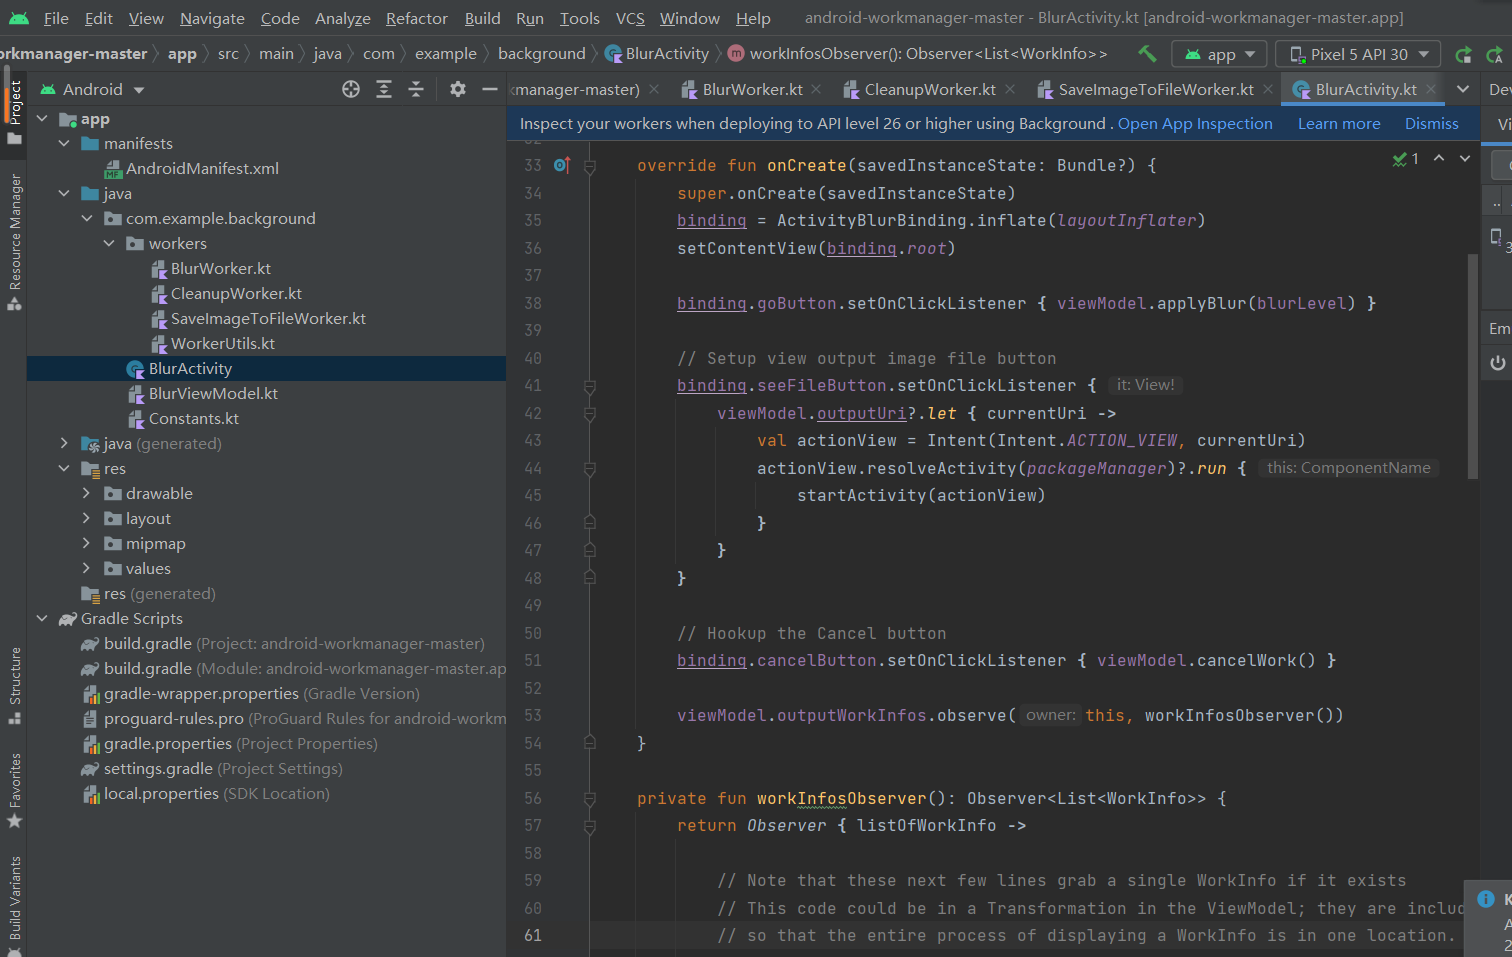 File Edit View Navigate Code Analyze Refactor Build Run Tools VCS Window Help android-workmanager-master - BlurActivity.kt [android-workmanager-master.app]
orkmanager-master app src main java com example background BlurActivity workInfosObserver(): Observer<List<WorkInfo>> app Pixel 5 API 30
Android
kmanager-master) BlurWorker.kt CleanupWorker.kt SaveImageToFileWorker.kt BlurActivity.kt Dev
Inspect your workers when deploying to API level 26 or higher using Background . Open App Inspection Learn more Dismiss
Project
Resource Manager
Structure
Favorites
Build Variants
app
manifests
AndroidManifest.xml
java
com.example.background
workers
BlurWorker.kt
CleanupWorker.kt
SaveImageToFileWorker.kt
WorkerUtils.kt
BlurActivity
BlurViewModel.kt
Constants.kt
java (generated)
res
drawable
layout
mipmap
values
res (generated)
Gradle Scripts
build.gradle (Project: android-workmanager-master)
build.gradle (Module: android-workmanager-master.ap
gradle-wrapper.properties (Gradle Version)
proguard-rules.pro (ProGuard Rules for android-workm
gradle.properties (Project Properties)
settings.gradle (Project Settings)
local.properties (SDK Location)
1
33 override fun onCreate(savedInstanceState: Bundle?) {
34 super.onCreate(savedInstanceState)
35 binding = ActivityBlurBinding.inflate(layoutInflater)
36 setContentView(binding.root)
37
38 binding.goButton.setOnClickListener { viewModel.applyBlur(blurLevel) }
39
40 // Setup view output image file button
41 binding.seeFileButton.setOnClickListener { it: View!
42 viewModel.outputUri?.let { currentUri ->
43 val actionView = Intent(Intent.ACTION_VIEW, currentUri)
44 actionView.resolveActivity(packageManager)?.run { this: ComponentName
45 startActivity(actionView)
46 }
47 }
48 }
49
50 // Hookup the Cancel button
51 binding.cancelButton.setOnClickListener { viewModel.cancelWork() }
52
53 viewModel.outputWorkInfos.observe( owner: this, workInfosObserver())
54 }
55
56 private fun workInfosObserver(): Observer<List<WorkInfo>> {
57 return Observer { listOfWorkInfo ->
58
59 // Note that these next few lines grab a single WorkInfo if it exists
60 // This code could be in a Transformation in the ViewModel; they are includ
61 // so that the entire process of displaying a WorkInfo is in one location.
Vi
Em
K
A
2